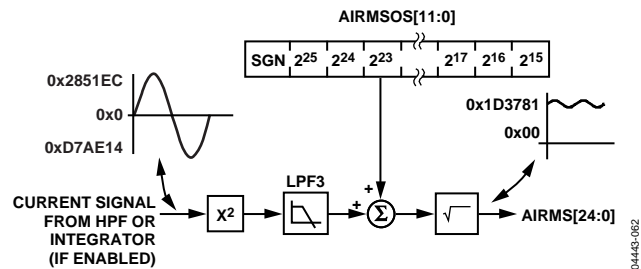 AIRMSOS[11:0]
SGN 2²⁵ 2²⁴ 2²³ 2¹⁷ 2¹⁶ 2¹⁵
0x2851EC
0x0
0xD7AE14
0x1D3781
0x00
LPF3
CURRENT SIGNAL
FROM HPF OR
INTEGRATOR
(IF ENABLED)
X²
+
+
Σ
√
AIRMS[24:0]
04443-062